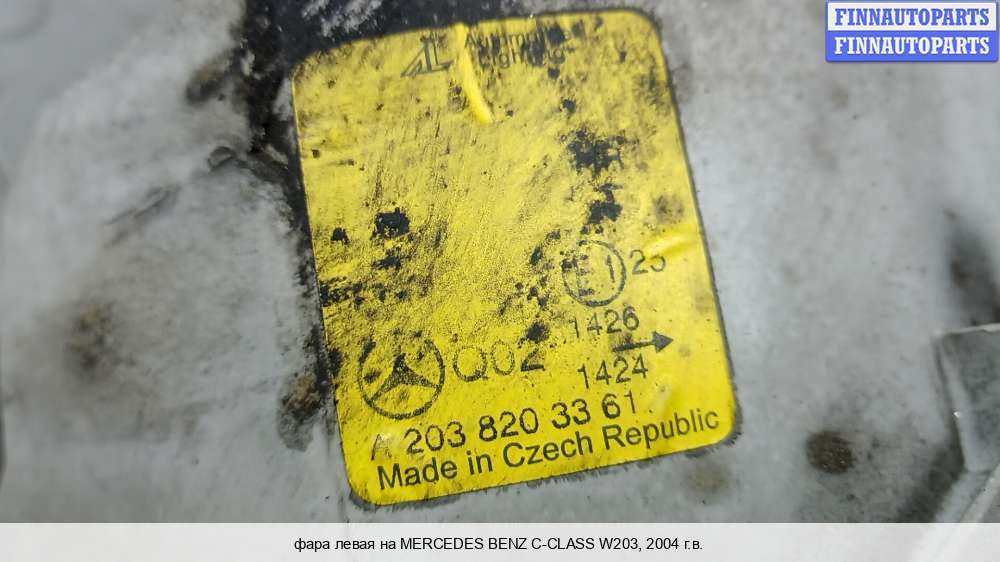 FINNAUTOPARTS
FINNAUTOPARTS
E1
1426
Q02
1424
A 203 820 33 61
Made in Czech Republic
фара левая на MERCEDES BENZ C-CLASS W203, 2004 г.в.